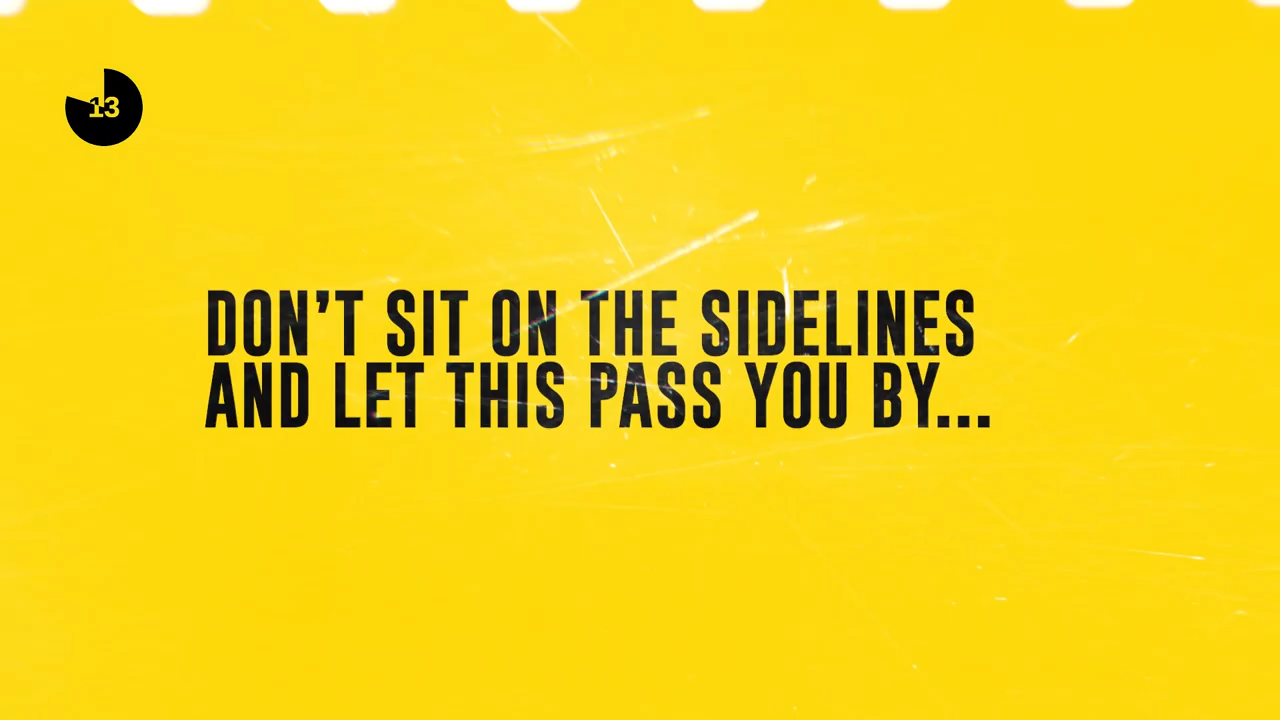 13
DON’T SIT ON THE SIDELINES
AND LET THIS PASS YOU BY...